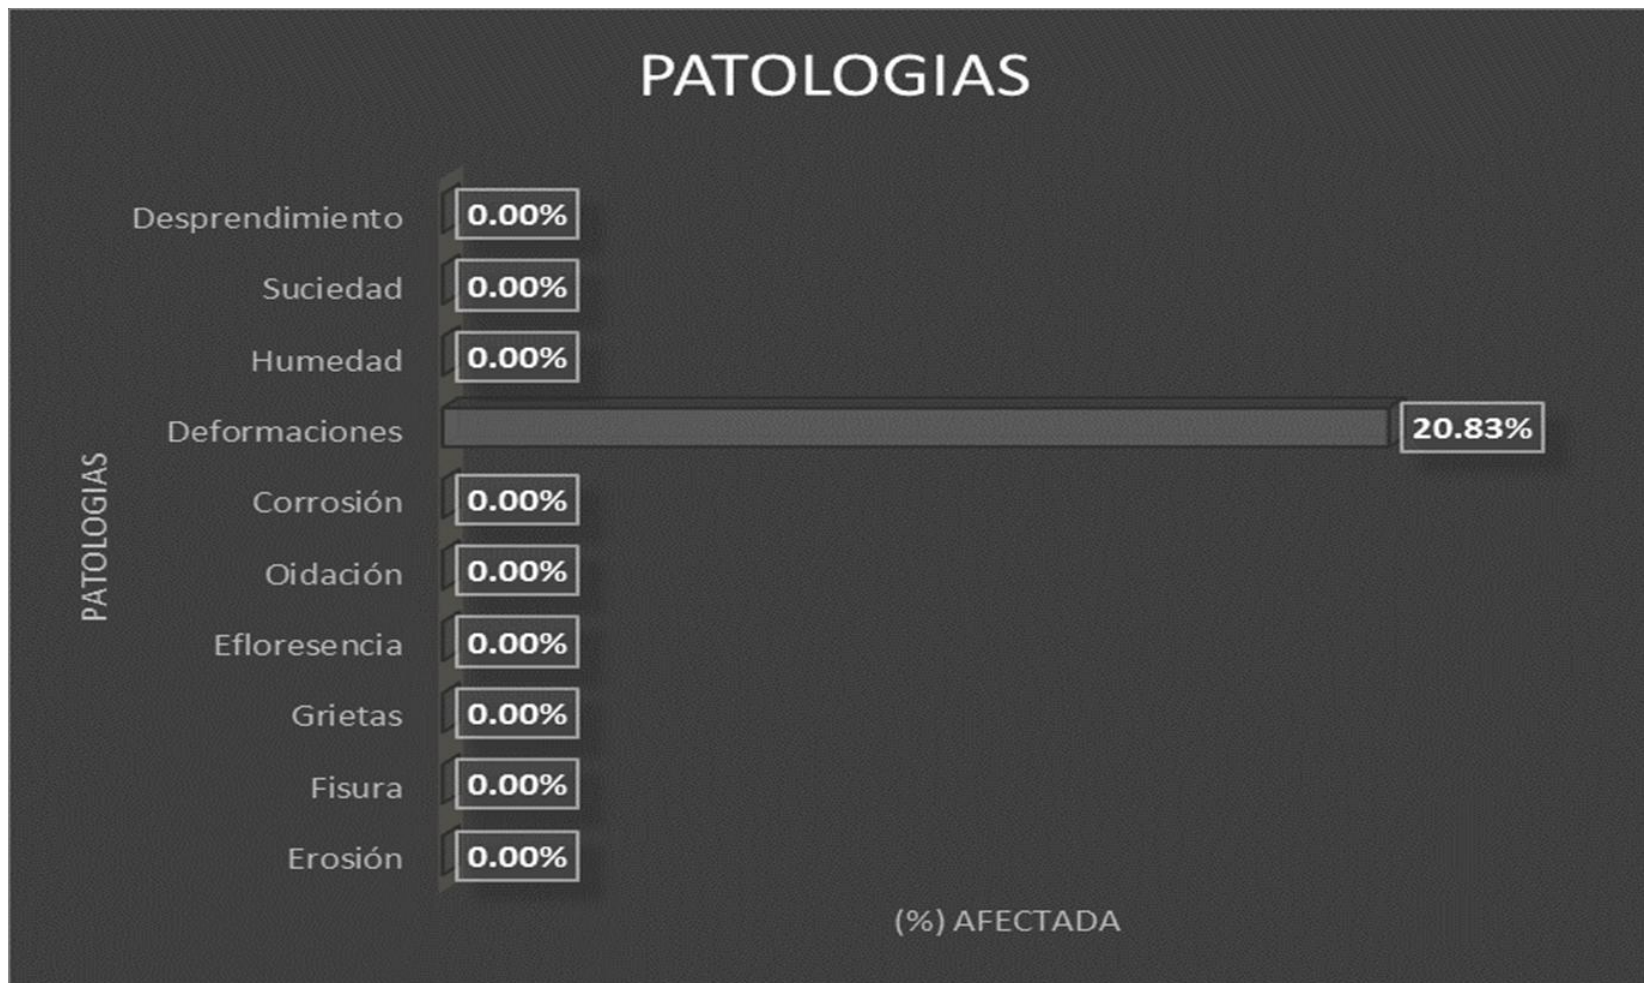 PATOLOGIAS
Desprendimiento 0.00%
Suciedad 0.00%
Humedad 0.00%
Deformaciones 20.83%
Corrosión 0.00%
Oidación 0.00%
Efloresencia 0.00%
Grietas 0.00%
Fisura 0.00%
Erosión 0.00%
PATOLOGIAS
(%) AFECTADA